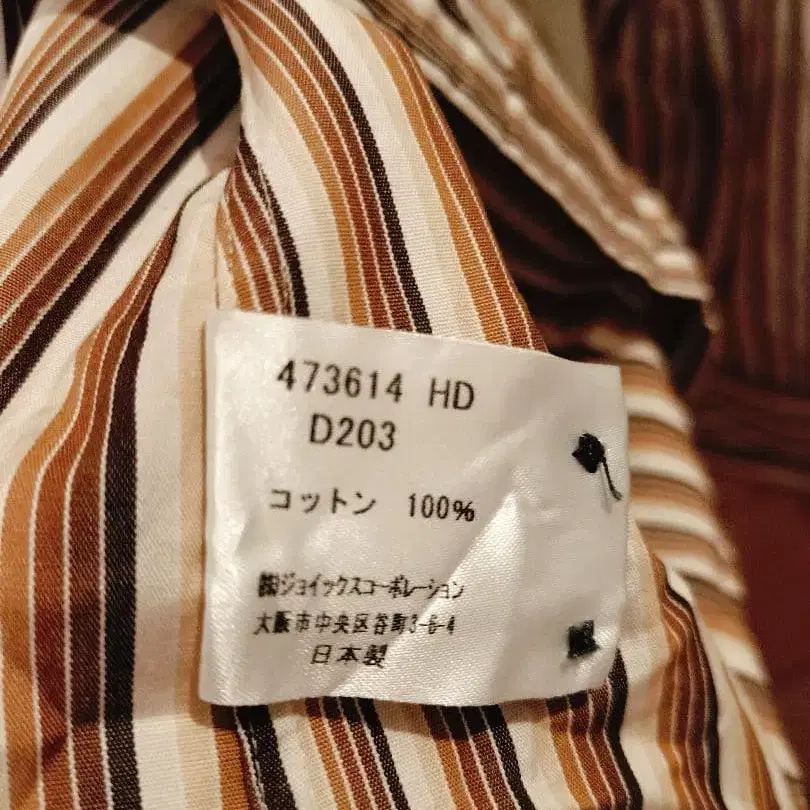 473614 HD
D203
コットン 100%
㈱ジョイックスコーポレーション
大阪市中央区谷町3-6-4
日本製